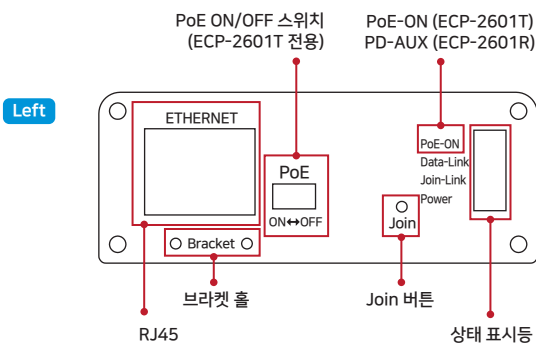 PoE ON/OFF 스위치
(ECP-2601T 전용)
PoE-ON (ECP-2601T)
PD-AUX (ECP-2601R)
Left
ETHERNET
PoE
ON↔OFF
PoE-ON
Data-Link
Join-Link
Power
Join
Bracket
브라켓 홀
Join 버튼
RJ45
상태 표시등